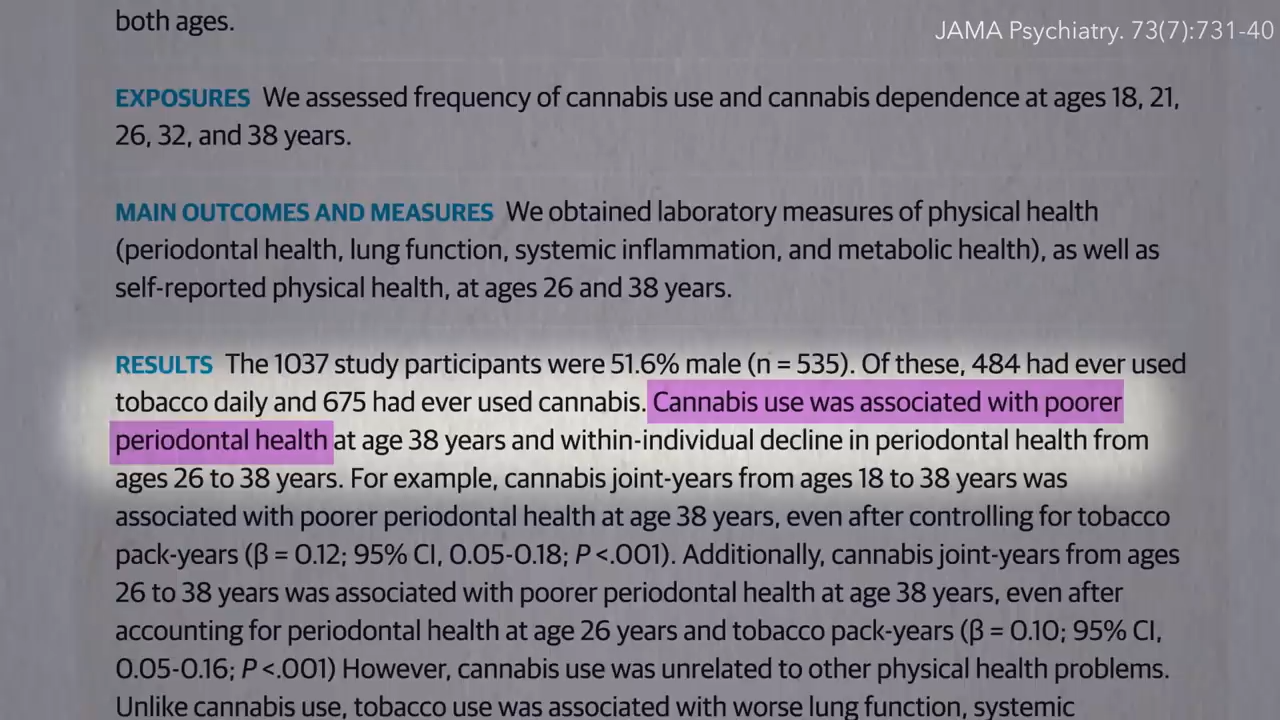 both ages.
JAMA Psychiatry. 73(7):731-40
EXPOSURES We assessed frequency of cannabis use and cannabis dependence at ages 18, 21,
26, 32, and 38 years.
MAIN OUTCOMES AND MEASURES We obtained laboratory measures of physical health
(periodontal health, lung function, systemic inflammation, and metabolic health), as well as
self-reported physical health, at ages 26 and 38 years.
RESULTS The 1037 study participants were 51.6% male (n = 535). Of these, 484 had ever used
tobacco daily and 675 had ever used cannabis. Cannabis use was associated with poorer
periodontal health at age 38 years and within-individual decline in periodontal health from
ages 26 to 38 years. For example, cannabis joint-years from ages 18 to 38 years was
associated with poorer periodontal health at age 38 years, even after controlling for tobacco
pack-years (β = 0.12; 95% CI, 0.05-0.18; P <.001). Additionally, cannabis joint-years from ages
26 to 38 years was associated with poorer periodontal health at age 38 years, even after
accounting for periodontal health at age 26 years and tobacco pack-years (β = 0.10; 95% CI,
0.05-0.16; P <.001) However, cannabis use was unrelated to other physical health problems.
Unlike cannabis use, tobacco use was associated with worse lung function, systemic